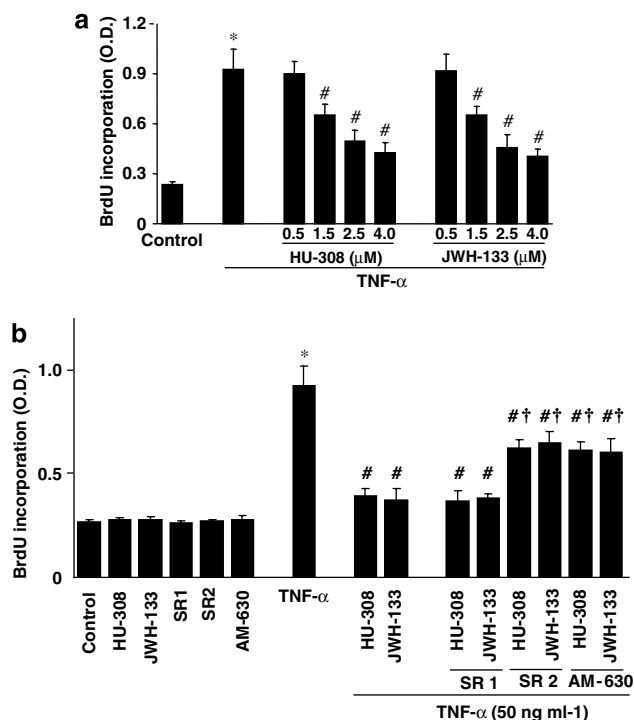 a
BrdU incorporation (O.D.)
1.2
0.9
0.6
0.3
0
*
# # #
# # #
Control
0.5 1.5 2.5 4.0
0.5 1.5 2.5 4.0
HU-308 (μM)
JWH-133 (μM)
TNF-α
b
BrdU incorporation (O.D.)
1.0
0.5
0
*
# #
# #
#† #† #† #†
Control
HU-308
JWH-133
SR1
SR2
AM-630
TNF-α
HU-308
JWH-133
HU-308
JWH-133
HU-308
JWH-133
HU-308
JWH-133
SR 1
SR 2
AM-630
TNF-α (50 ng ml-1)